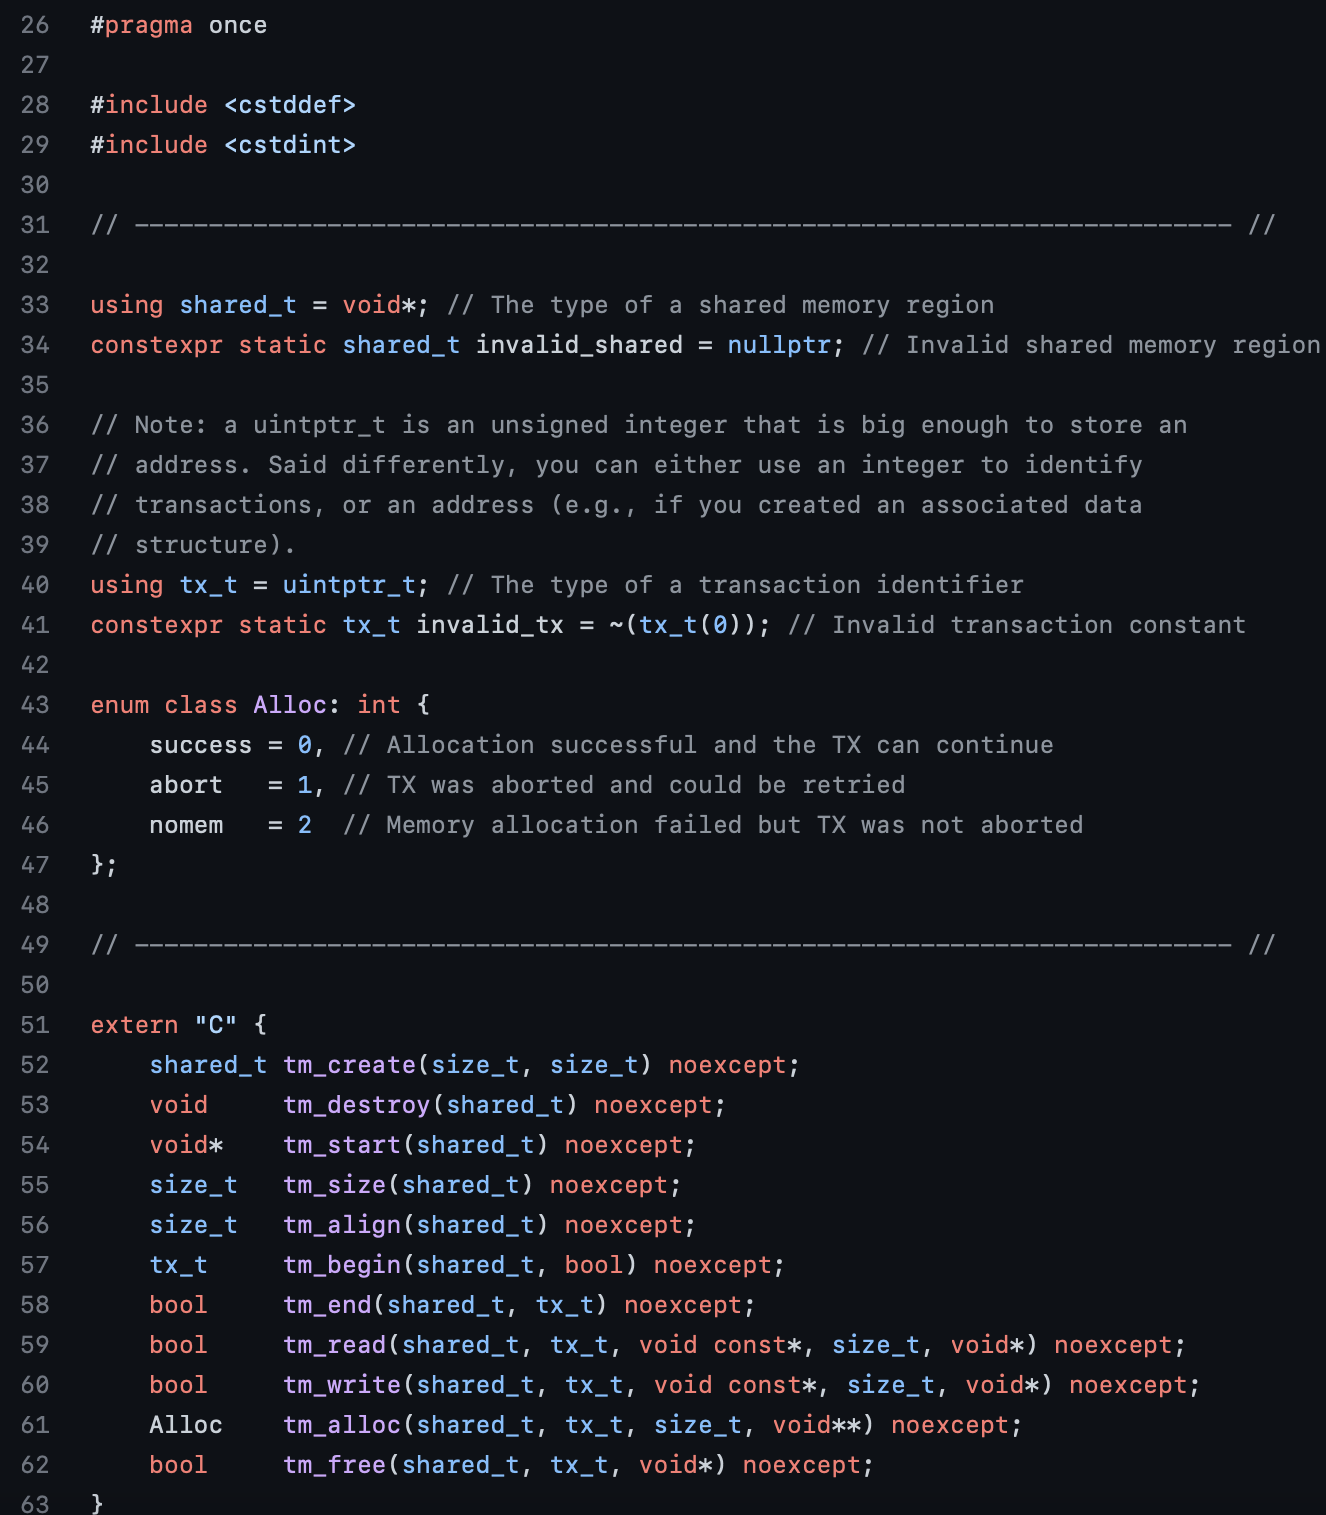 26 #pragma once
27
28 #include <cstddef>
29 #include <cstdint>
30
31 // -------------------------------------------------------------------------- //
32
33 using shared_t = void*; // The type of a shared memory region
34 constexpr static shared_t invalid_shared = nullptr; // Invalid shared memory region
35
36 // Note: a uintptr_t is an unsigned integer that is big enough to store an
37 // address. Said differently, you can either use an integer to identify
38 // transactions, or an address (e.g., if you created an associated data
39 // structure).
40 using tx_t = uintptr_t; // The type of a transaction identifier
41 constexpr static tx_t invalid_tx = ~(tx_t(0)); // Invalid transaction constant
42
43 enum class Alloc: int {
44     success = 0, // Allocation successful and the TX can continue
45     abort   = 1, // TX was aborted and could be retried
46     nomem   = 2  // Memory allocation failed but TX was not aborted
47 };
48
49 // -------------------------------------------------------------------------- //
50
51 extern "C" {
52     shared_t tm_create(size_t, size_t) noexcept;
53     void     tm_destroy(shared_t) noexcept;
54     void*    tm_start(shared_t) noexcept;
55     size_t   tm_size(shared_t) noexcept;
56     size_t   tm_align(shared_t) noexcept;
57     tx_t     tm_begin(shared_t, bool) noexcept;
58     bool     tm_end(shared_t, tx_t) noexcept;
59     bool     tm_read(shared_t, tx_t, void const*, size_t, void*) noexcept;
60     bool     tm_write(shared_t, tx_t, void const*, size_t, void*) noexcept;
61     Alloc    tm_alloc(shared_t, tx_t, size_t, void**) noexcept;
62     bool     tm_free(shared_t, tx_t, void*) noexcept;
63 }